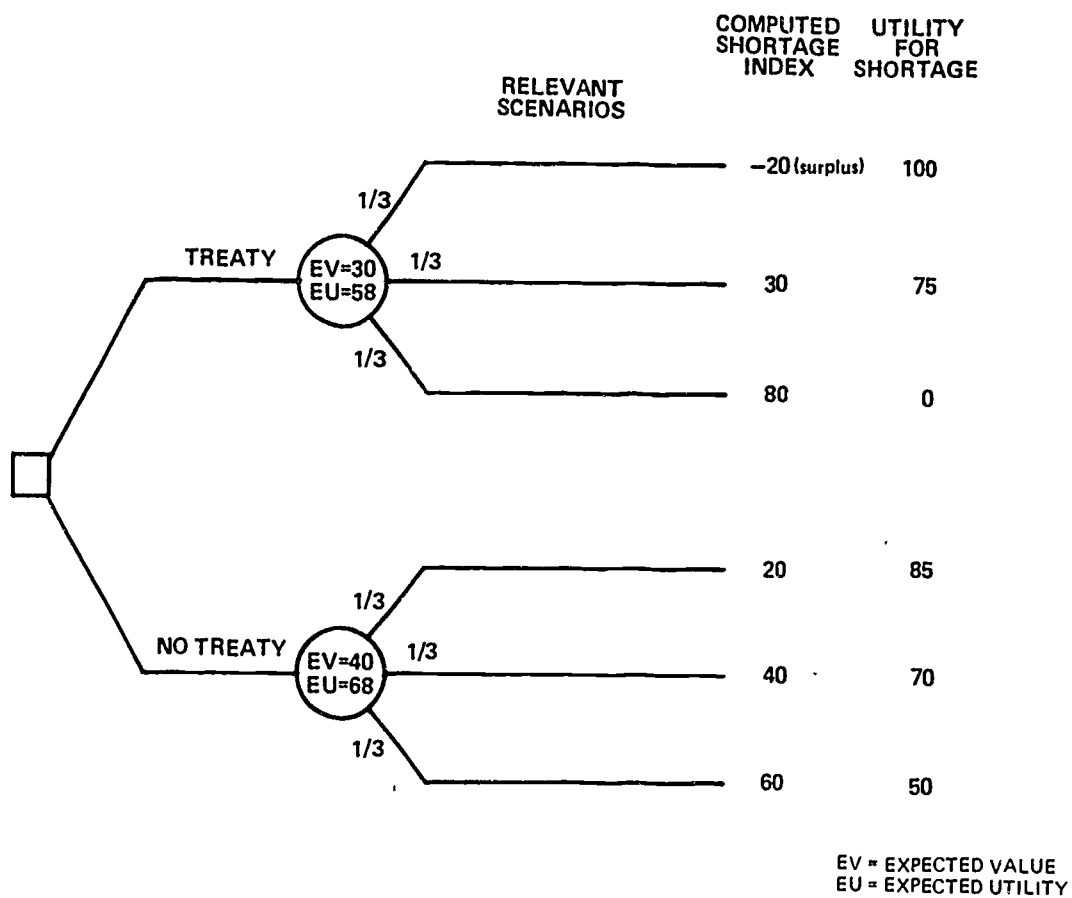 COMPUTED
SHORTAGE
INDEX
UTILITY
FOR
SHORTAGE
RELEVANT
SCENARIOS
−20 (surplus) 100
1/3
TREATY
EV=30
EU=58
1/3
30 75
1/3
80 0
20 85
1/3
NO TREATY
EV=40
EU=68
1/3
40 70
1/3
60 50
EV = EXPECTED VALUE
EU = EXPECTED UTILITY